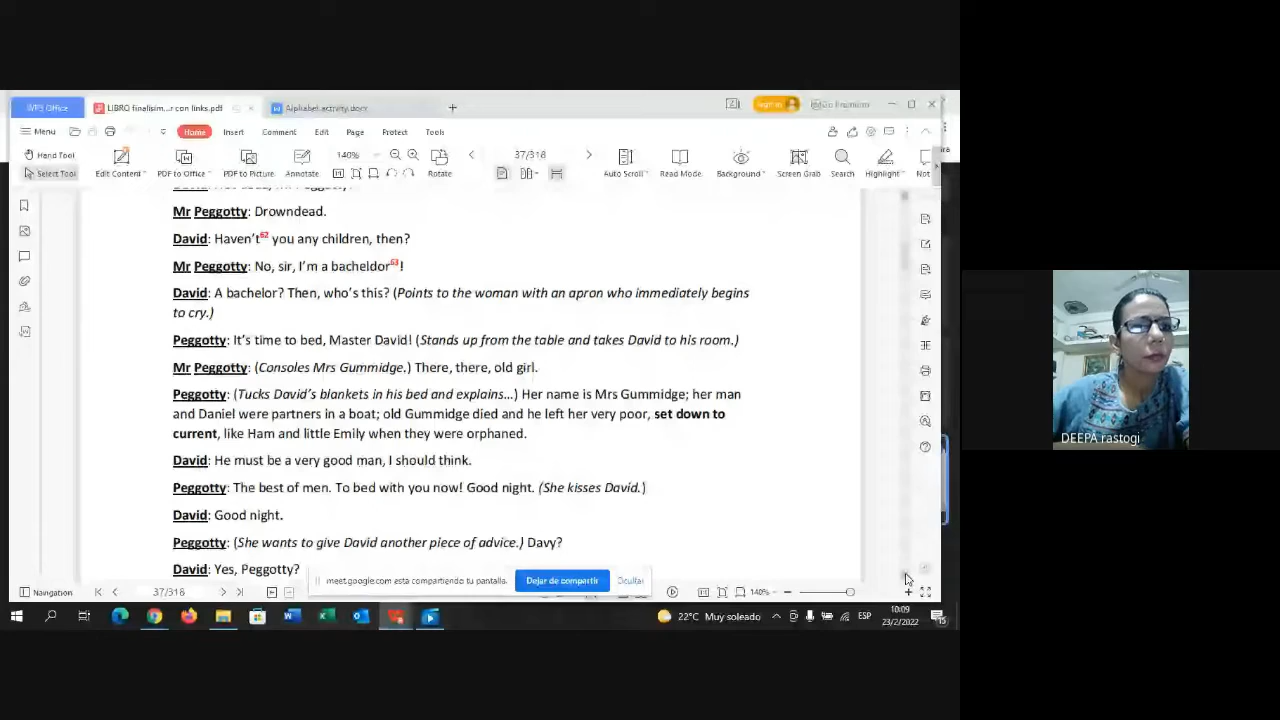 WPS Office LIBRO finalisim...r con links.pdf Alphabet activity.docx
Menu Home Insert Comment Edit Page Protect Tools
Hand Tool 140% 37/318
Select Tool Edit Content PDF to Office PDF to Picture Annotate Rotate Auto Scroll Read Mode Background Screen Grab Search Highlight Not
Mr Peggotty: Drowndead.
David: Haven't62 you any children, then?
Mr Peggotty: No, sir, I'm a bacheldor63!
David: A bachelor? Then, who's this? (Points to the woman with an apron who immediately begins
to cry.)
Peggotty: It's time to bed, Master David! (Stands up from the table and takes David to his room.)
Mr Peggotty: (Consoles Mrs Gummidge.) There, there, old girl.
Peggotty: (Tucks David's blankets in his bed and explains…) Her name is Mrs Gummidge; her man
and Daniel were partners in a boat; old Gummidge died and he left her very poor, set down to
current, like Ham and little Emily when they were orphaned.
David: He must be a very good man, I should think.
Peggotty: The best of men. To bed with you now! Good night. (She kisses David.)
David: Good night.
Peggotty: (She wants to give David another piece of advice.) Davy?
David: Yes, Peggotty?
meet.google.com está compartiendo tu pantalla. Dejar de compartir Ocultar
Navigation 37/318 140%
22°C Muy soleado ESP 10:09
23/2/2022
DEEPA rastogi